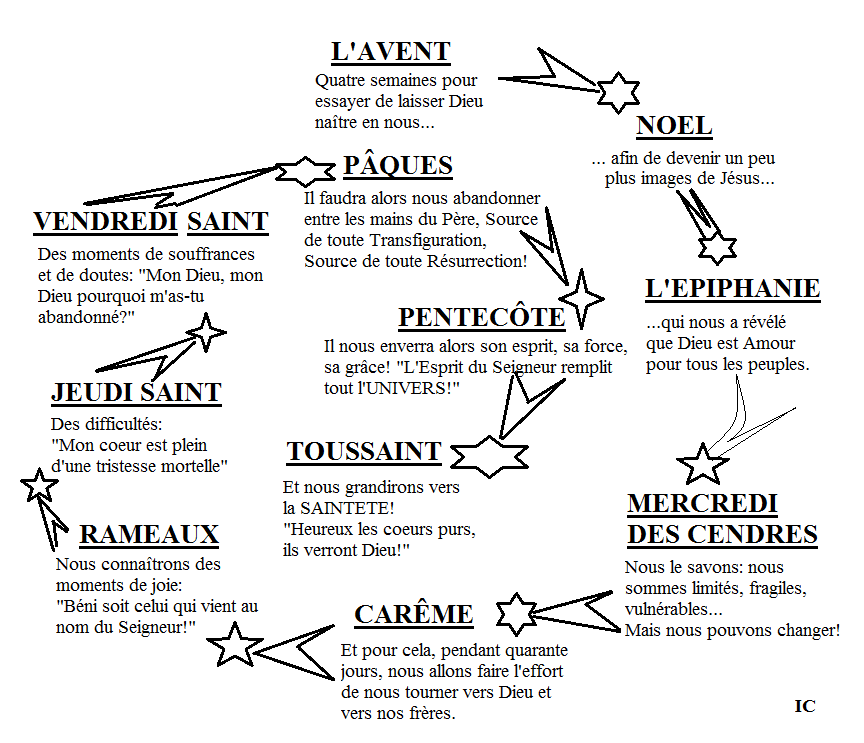 L'AVENT
Quatre semaines pour
essayer de laisser Dieu
naître en nous...
NOEL
... afin de devenir un peu
plus images de Jésus...
L'EPIPHANIE
...qui nous a révélé
que Dieu est Amour
pour tous les peuples.
MERCREDI
DES CENDRES
Nous le savons: nous
sommes limités, fragiles,
vulnérables...
Mais nous pouvons changer!
CARÊME
Et pour cela, pendant quarante
jours, nous allons faire l'effort
de nous tourner vers Dieu et
vers nos frères.
RAMEAUX
Nous connaîtrons des
moments de joie:
"Béni soit celui qui vient au
nom du Seigneur!"
JEUDI SAINT
Des difficultés:
"Mon coeur est plein
d'une tristesse mortelle"
VENDREDI SAINT
Des moments de souffrances
et de doutes: "Mon Dieu, mon
Dieu pourquoi m'as-tu
abandonné?"
PÂQUES
Il faudra alors nous abandonner
entre les mains du Père, Source
de toute Transfiguration,
Source de toute Résurrection!
PENTECÔTE
Il nous enverra alors son esprit, sa force,
sa grâce! "L'Esprit du Seigneur remplit
tout l'UNIVERS!"
TOUSSAINT
Et nous grandirons vers
la SAINTETE!
"Heureux les coeurs purs,
ils verront Dieu!"
IC